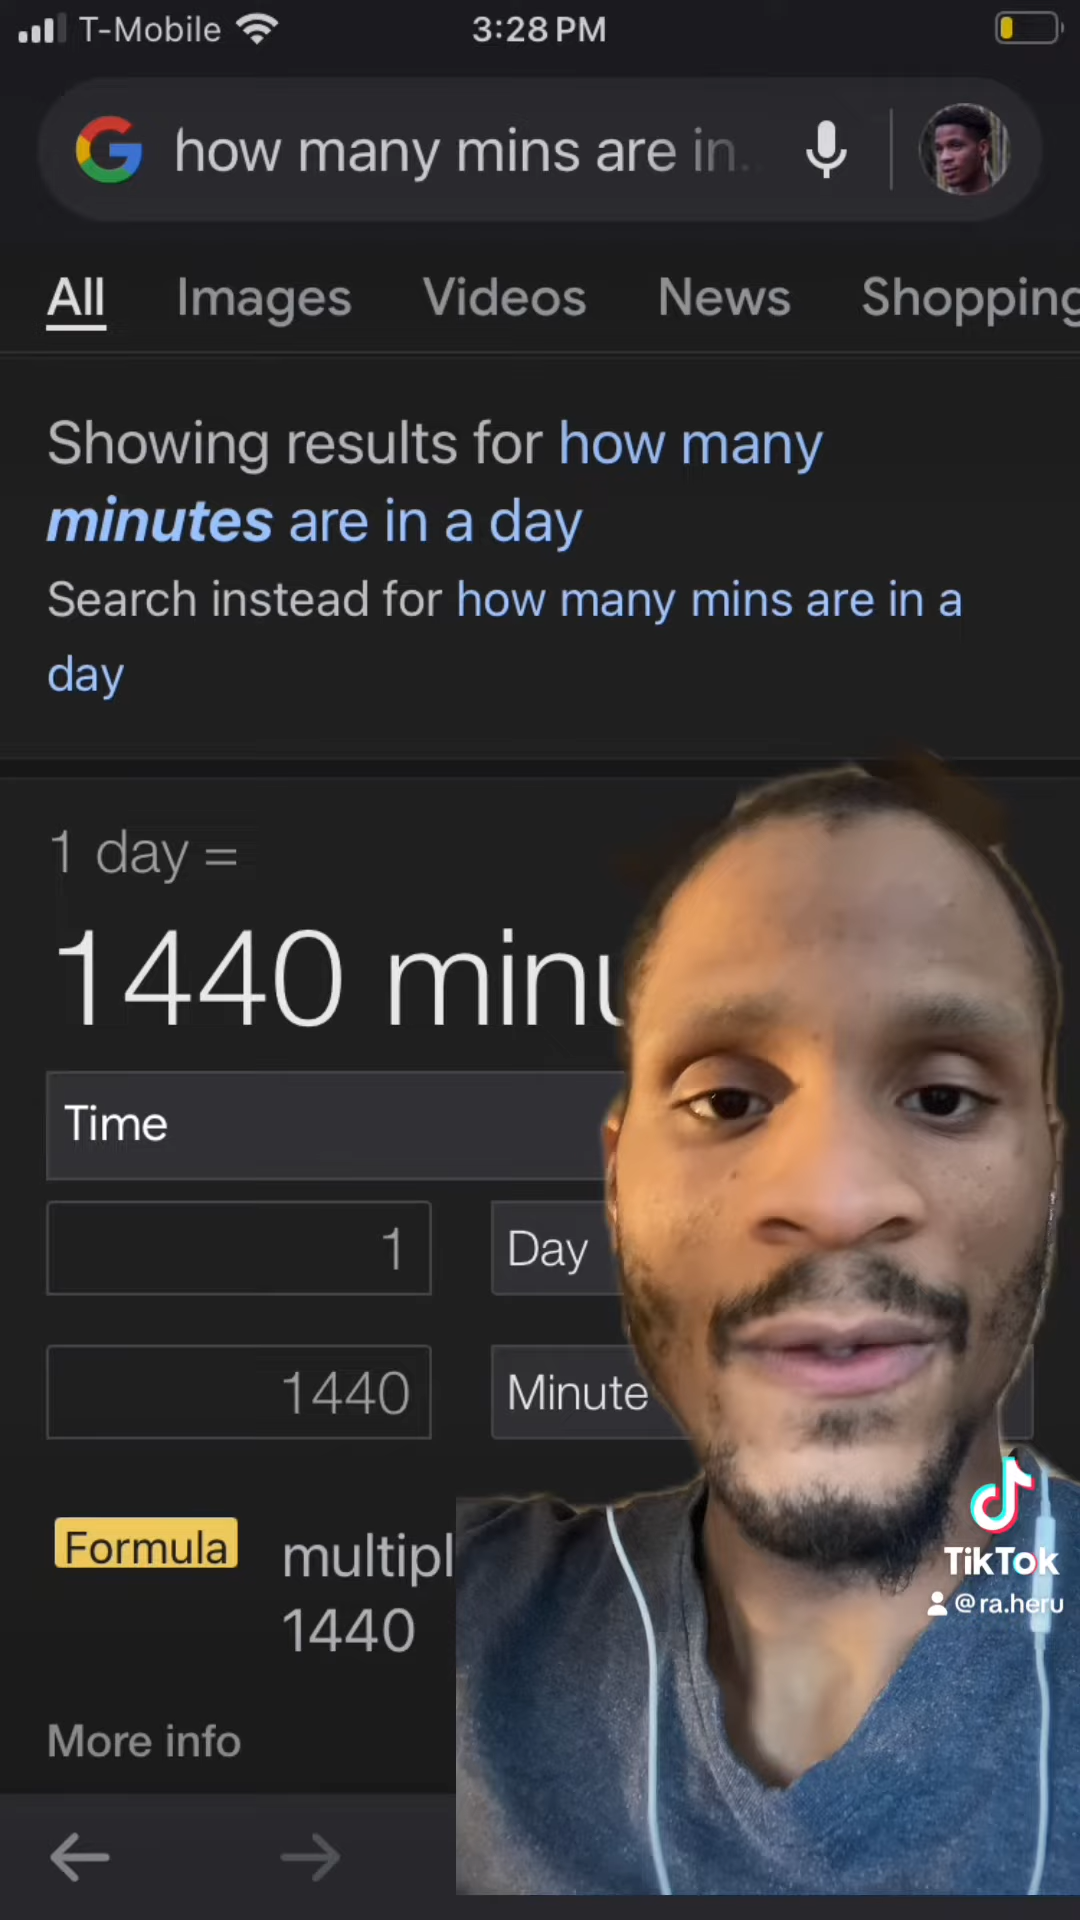 T-Mobile 3:28 PM
how many mins are in...
All Images Videos News Shopping
Showing results for how many
minutes are in a day
Search instead for how many mins are in a
day
1 day =
1440 minu
Time
1 Day
1440 Minute
Formula multipl
1440
More info
TikTok
@ra.heru